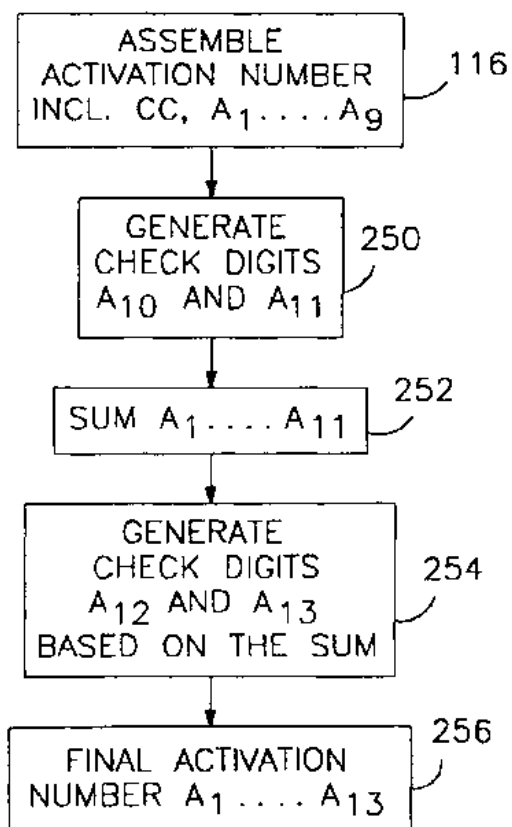 ASSEMBLE
ACTIVATION NUMBER
INCL. CC, A1 . . . . A9
116
GENERATE
CHECK DIGITS
A10 AND A11
250
SUM A1 . . . . A11
252
GENERATE
CHECK DIGITS
A12 AND A13
BASED ON THE SUM
254
FINAL ACTIVATION
NUMBER A1 . . . . A13
256